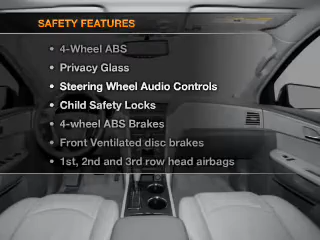 SAFETY FEATURES
• 4-Wheel ABS
• Privacy Glass
• Steering Wheel Audio Controls
• Child Safety Locks
• 4-wheel ABS Brakes
• Front Ventilated disc brakes
• 1st, 2nd and 3rd row head airbags